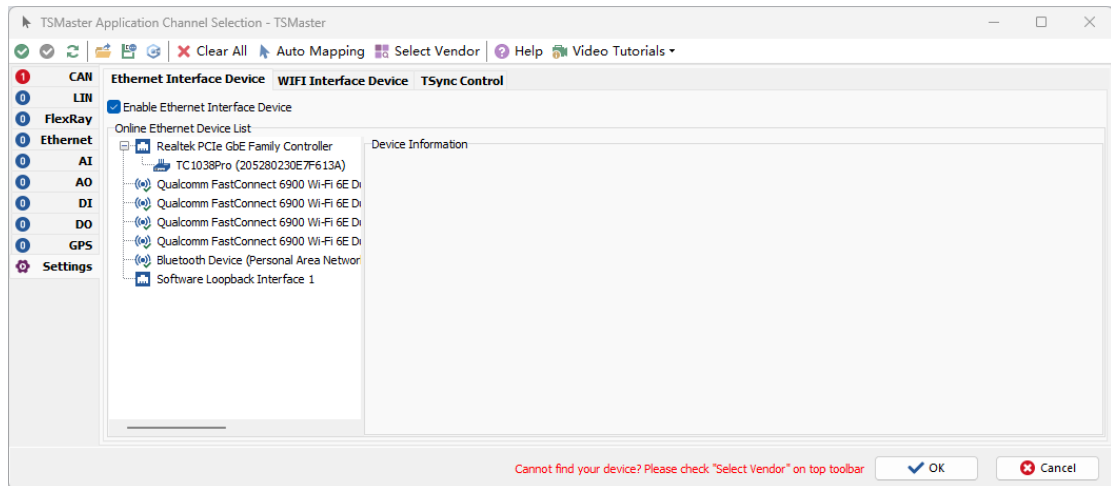 TSMaster Application Channel Selection - TSMaster
Clear All Auto Mapping Select Vendor Help Video Tutorials
1 CAN
0 LIN
0 FlexRay
0 Ethernet
0 AI
0 AO
0 DI
0 DO
0 GPS
Settings
Ethernet Interface Device WIFI Interface Device TSync Control
Enable Ethernet Interface Device
Online Ethernet Device List
Realtek PCIe GbE Family Controller
TC1038Pro (205280230E7F613A)
Qualcomm FastConnect 6900 Wi-Fi 6E Du
Qualcomm FastConnect 6900 Wi-Fi 6E Du
Qualcomm FastConnect 6900 Wi-Fi 6E Du
Qualcomm FastConnect 6900 Wi-Fi 6E Du
Bluetooth Device (Personal Area Networ
Software Loopback Interface 1
Device Information
Cannot find your device? Please check "Select Vendor" on top toolbar
OK
Cancel